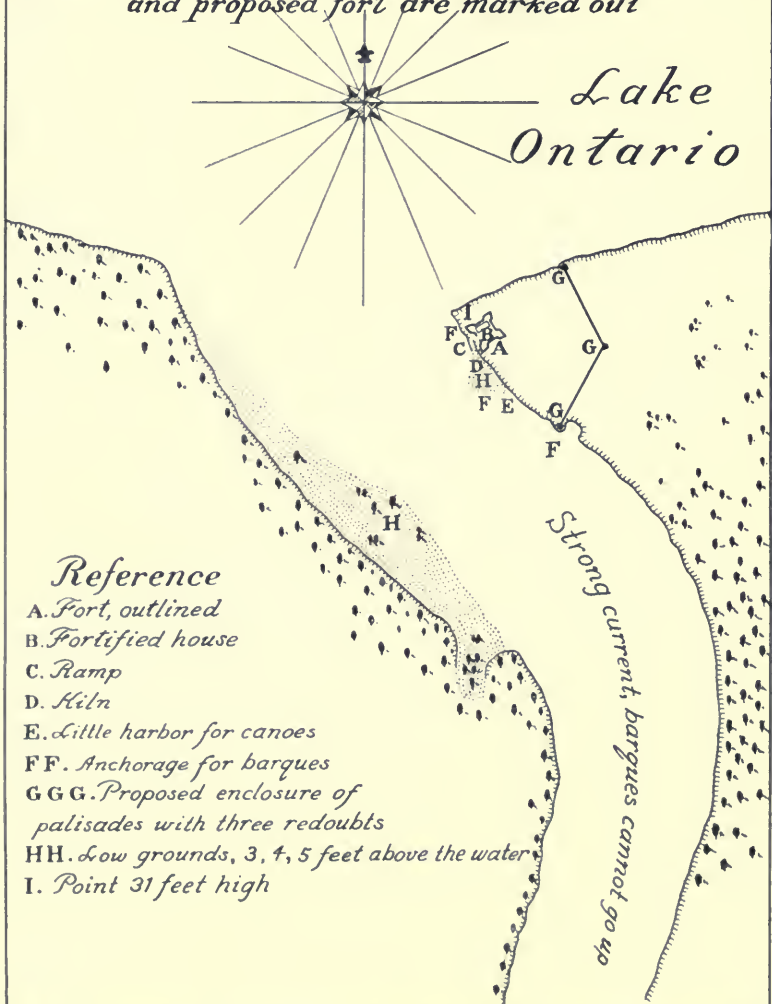 and proposed fort are marked out
Lake
Ontario
G
I
F
B
C
A
G
D
H
F
E
G
F
H
Strong current, barques cannot go up
Reference
A. Fort, outlined
B. Fortified house
C. Ramp
D. Kiln
E. Little harbor for canoes
FF. Anchorage for barques
GGG. Proposed enclosure of
palisades with three redoubts
HH. Low grounds, 3, 4, 5 feet above the water
I. Point 31 feet high